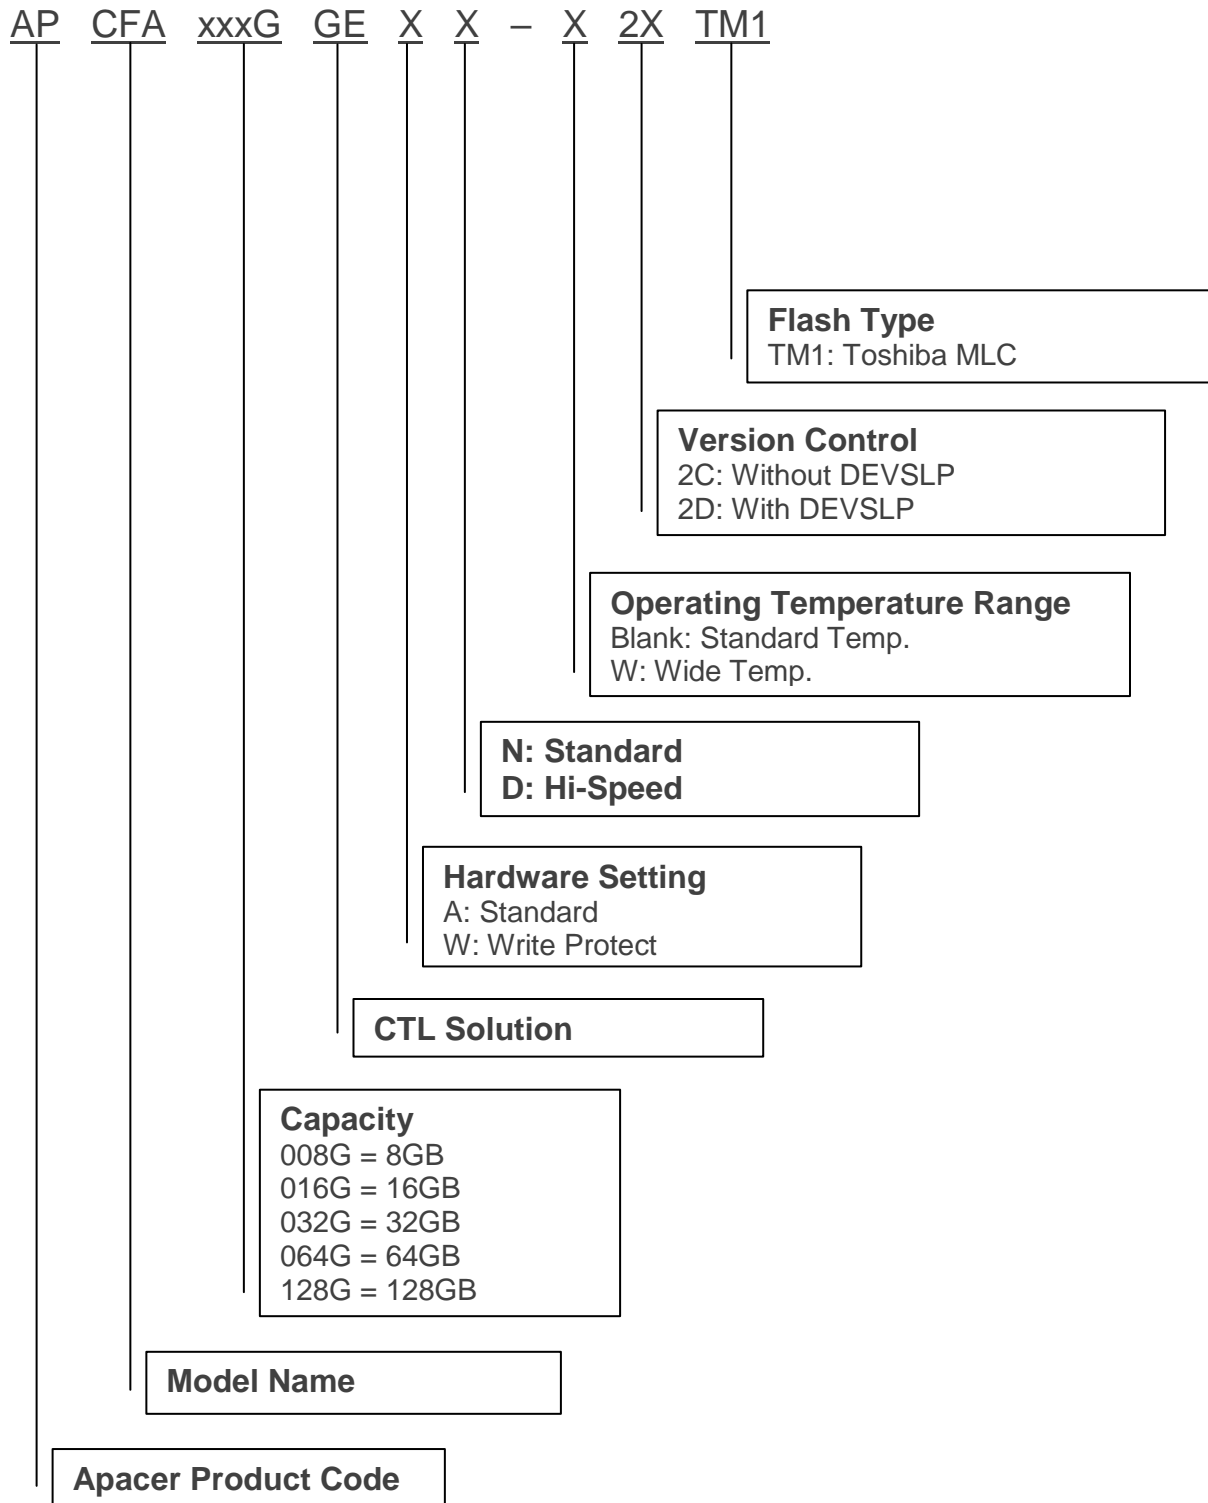 AP CFA xxxG GE X X – X 2X TM1
Flash Type
TM1: Toshiba MLC
Version Control
2C: Without DEVSLP
2D: With DEVSLP
Operating Temperature Range
Blank: Standard Temp.
W: Wide Temp.
N: Standard
D: Hi-Speed
Hardware Setting
A: Standard
W: Write Protect
CTL Solution
Capacity
008G = 8GB
016G = 16GB
032G = 32GB
064G = 64GB
128G = 128GB
Model Name
Apacer Product Code